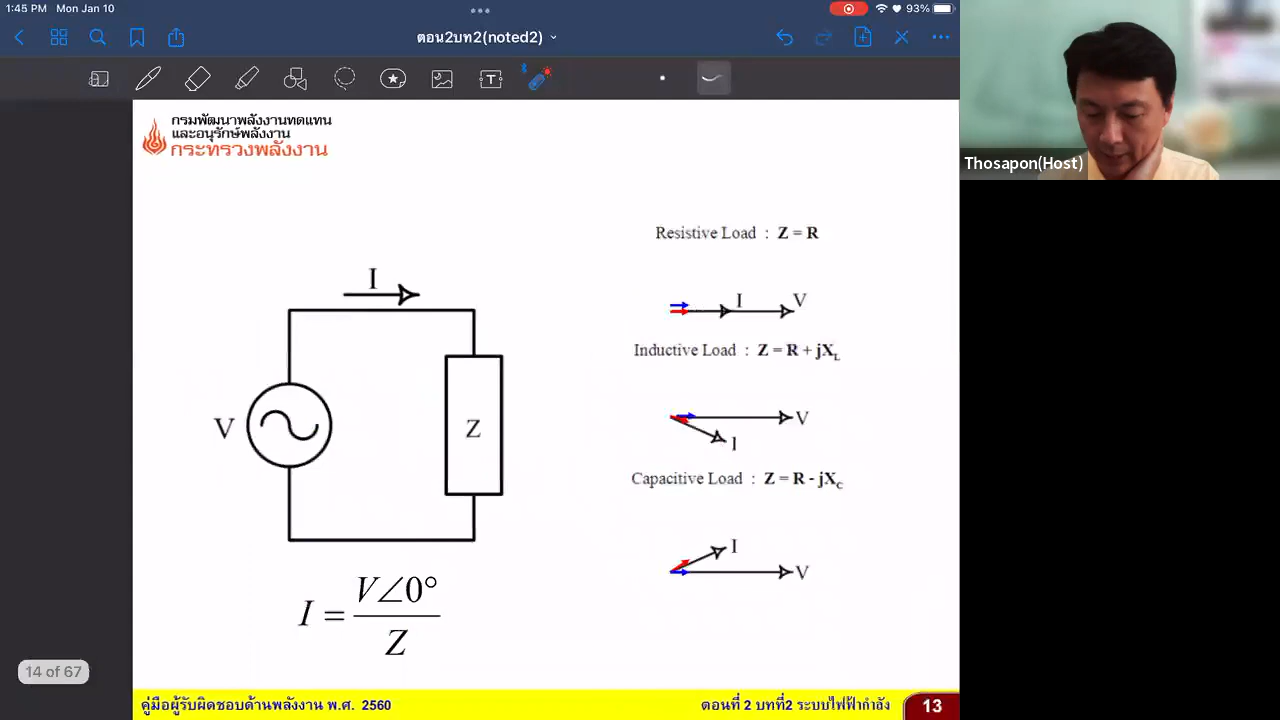 1:45 PM Mon Jan 10
93%
ตอน2บท2(noted2)
T
กรมพัฒนาพลังงานทดแทน
และอนุรักษ์พลังงาน
กระทรวงพลังงาน
Thosapon(Host)
I
V
Z
I = V∠0° / Z
Resistive Load : Z = R
I V
Inductive Load : Z = R + jXL
V
I
Capacitive Load : Z = R - jXC
I
V
14 of 67
คู่มือผู้รับผิดชอบด้านพลังงาน พ.ศ. 2560
ตอนที่ 2 บทที่2 ระบบไฟฟ้ากำลัง
13